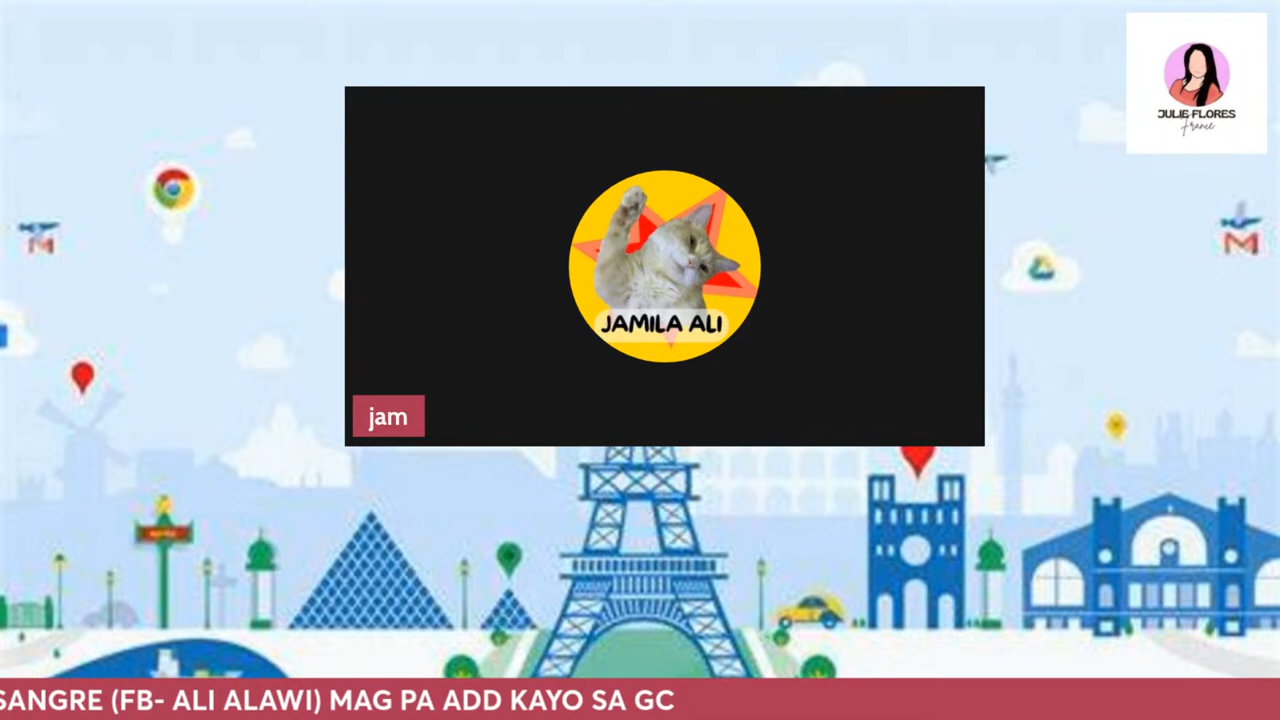 JULIE FLORES
France
JAMILA ALI
jam
SANGRE (FB- ALI ALAWI) MAG PA ADD KAYO SA GC